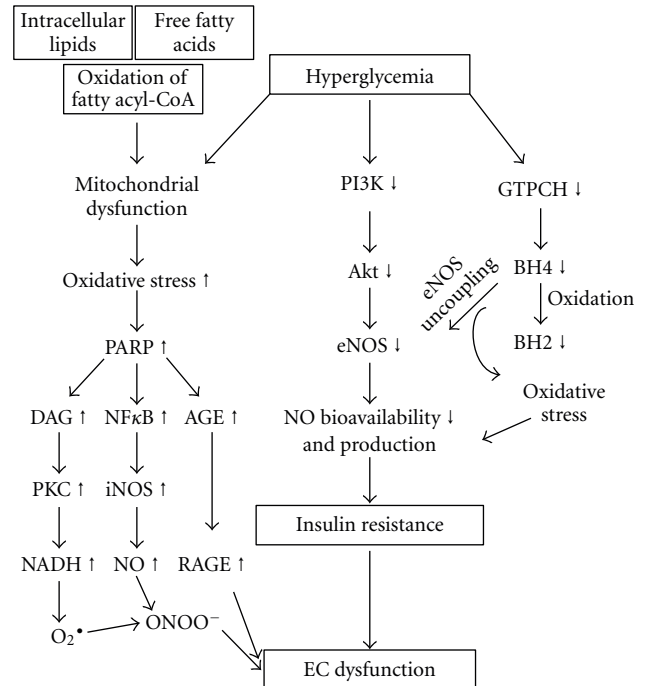 Intracellular
lipids
Free fatty
acids
Oxidation of
fatty acyl-CoA
Hyperglycemia
Mitochondrial
dysfunction
PI3K ↓
GTPCH ↓
Oxidative stress ↑
Akt ↓
eNOS
uncoupling
BH4 ↓
Oxidation
PARP ↑
eNOS ↓
BH2 ↓
Oxidative
stress
DAG ↑
NFκB ↑
AGE ↑
NO bioavailability ↓
and production
PKC ↑
iNOS ↑
Insulin resistance
NADH ↑
NO ↑
RAGE ↑
O₂•
ONOO⁻
EC dysfunction